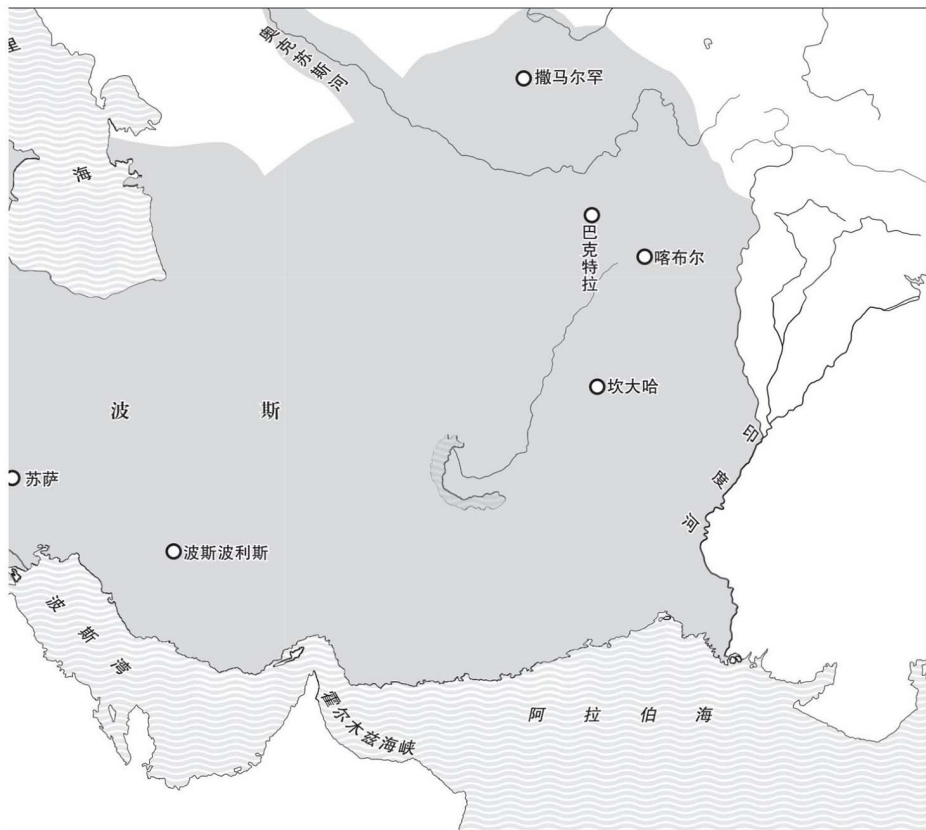 里
海
奥克苏斯河
撒马尔罕
巴克特拉
喀布尔
坎大哈
波斯
印度河
苏萨
波斯波利斯
波斯湾
霍尔木兹海峡
阿拉伯海